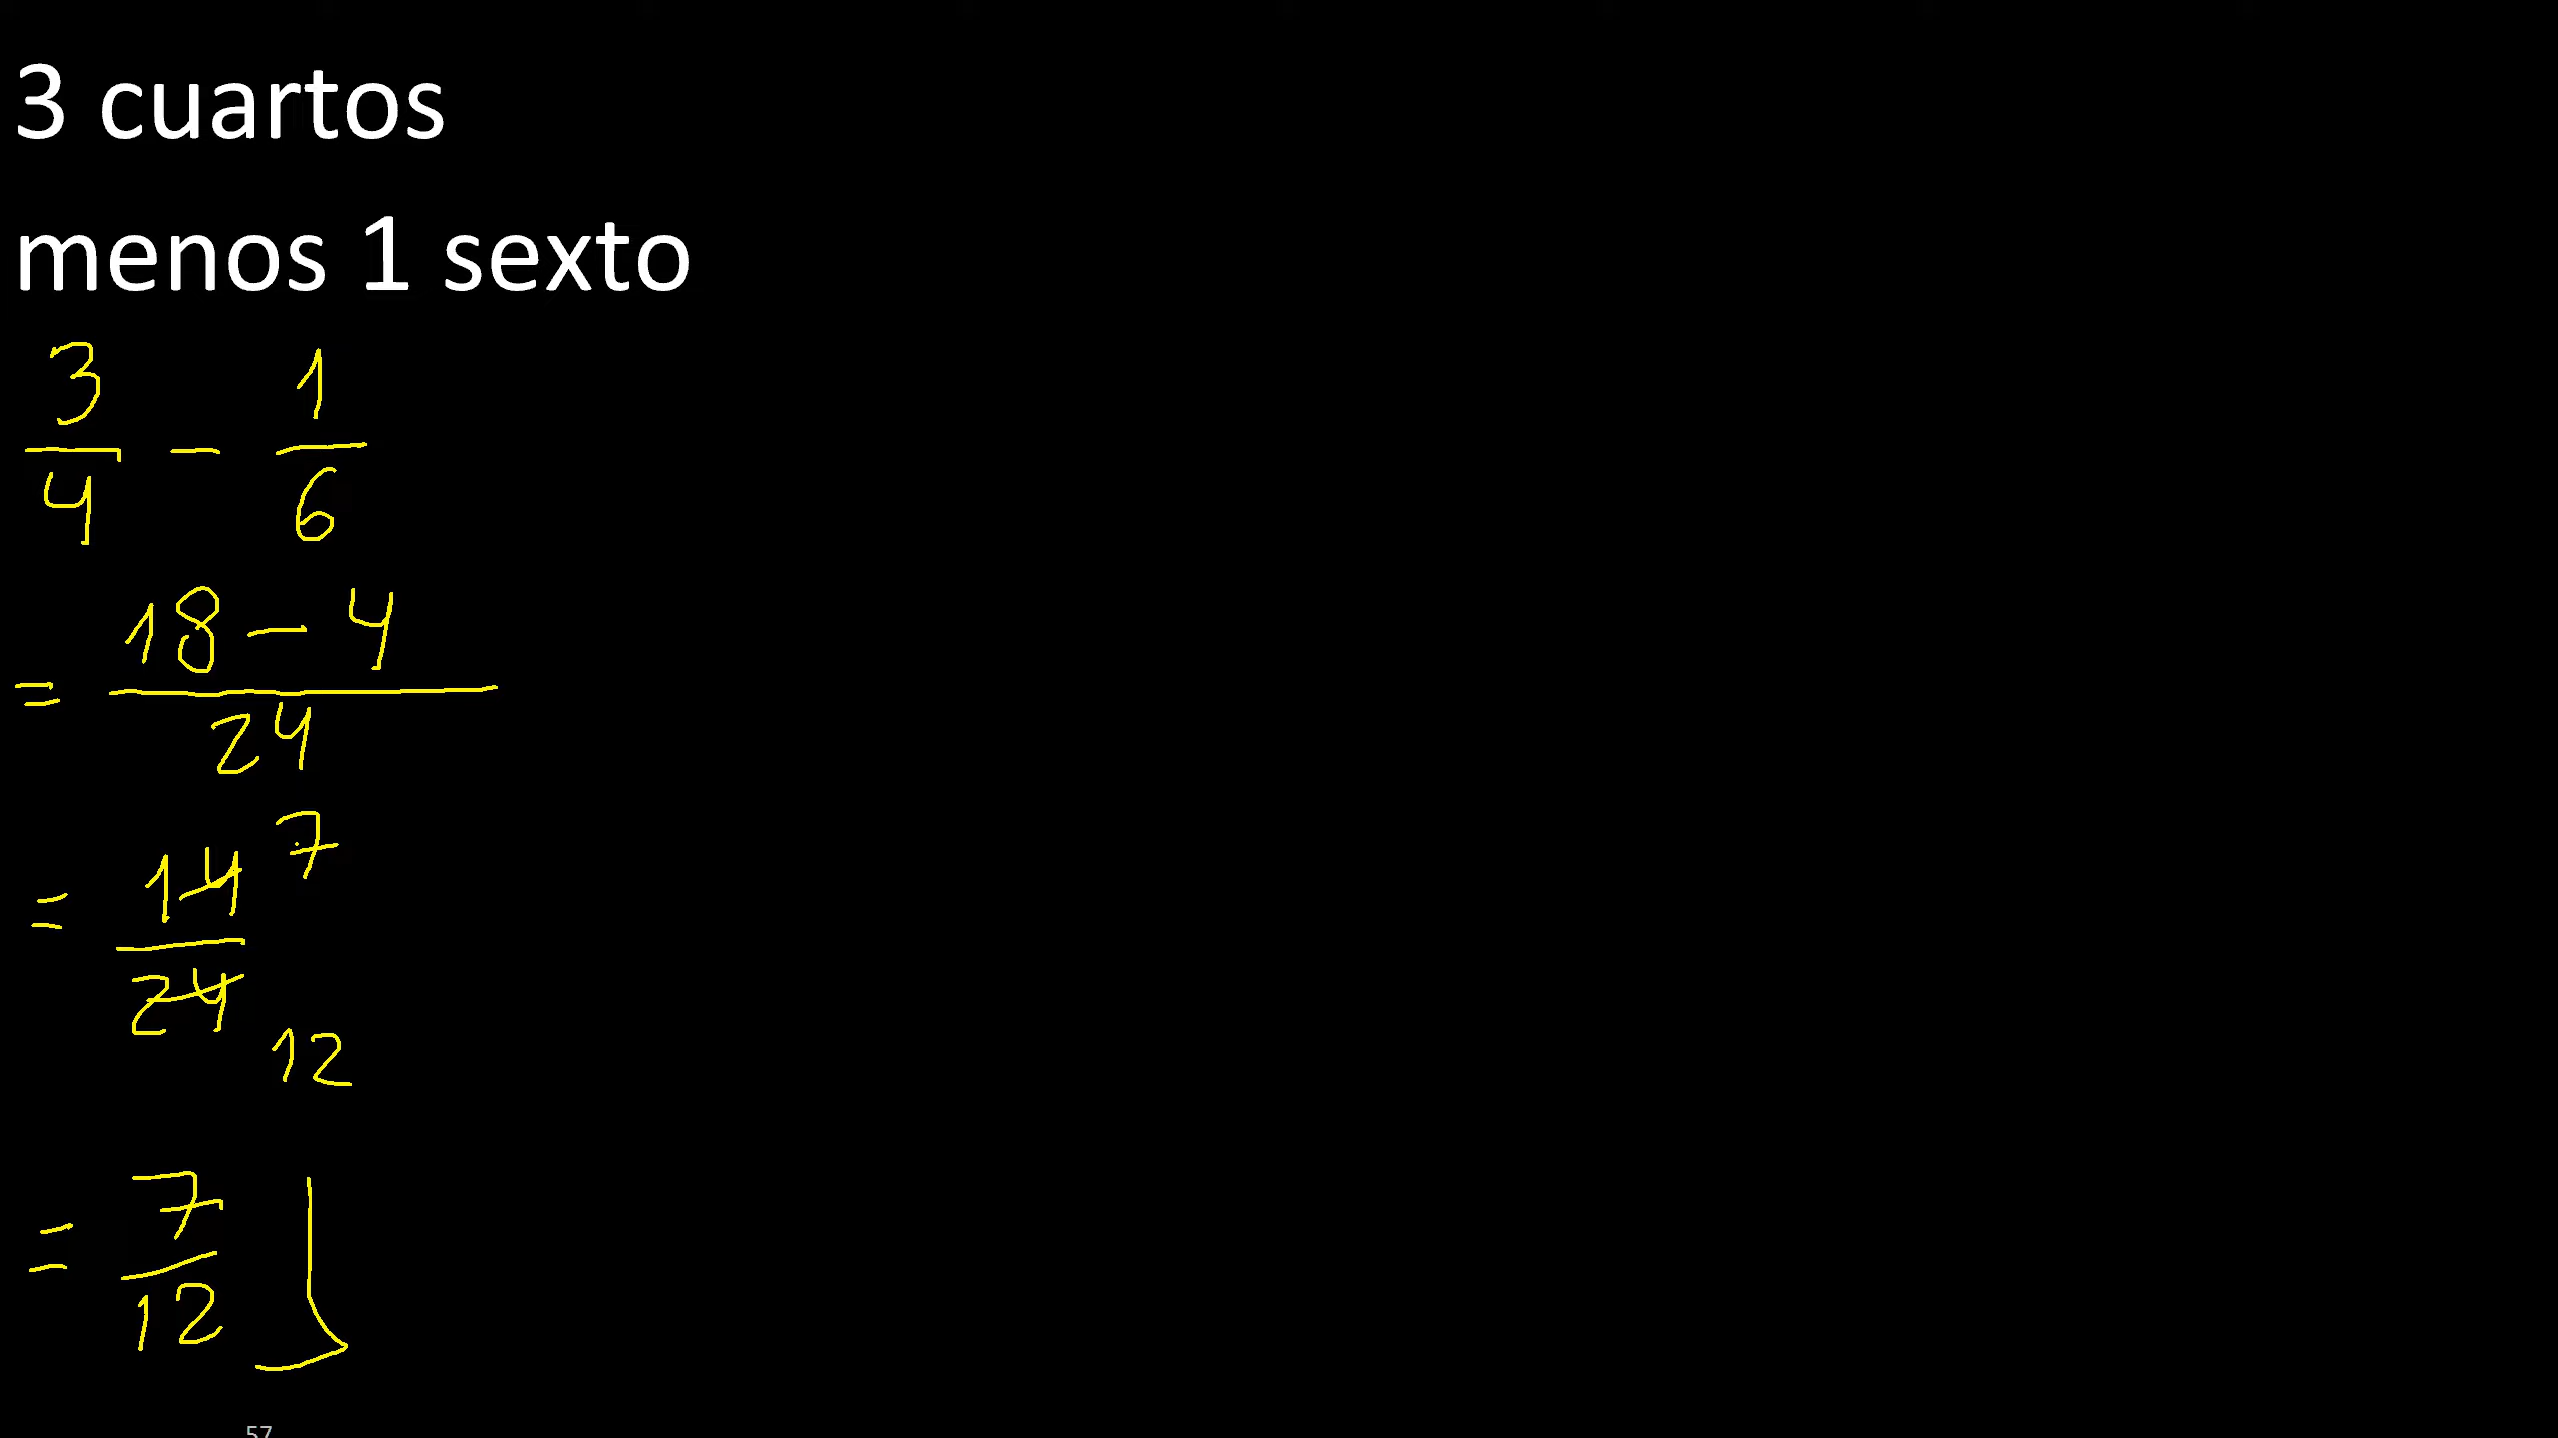 3 cuartos
menos 1 sexto
3/4 - 1/6
= 18 - 4 / 24
= 14/24 7 12
= 7/12
57